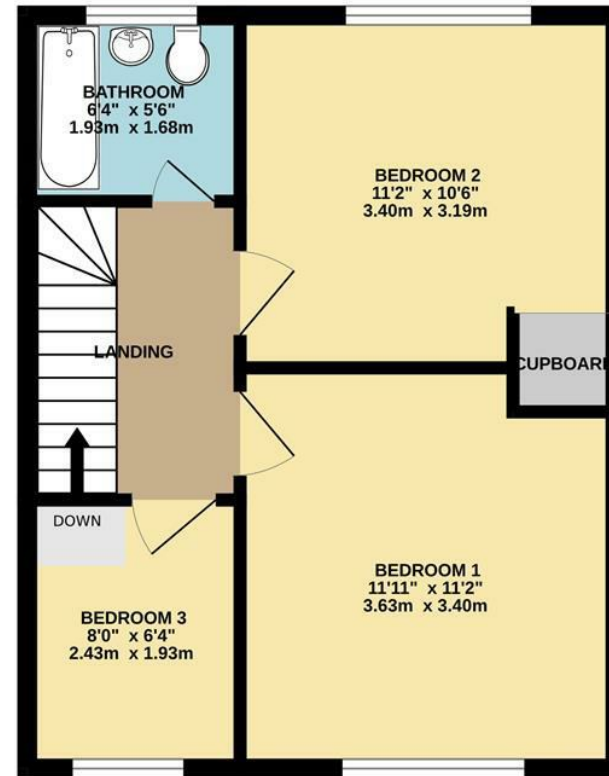 BATHROOM
6'4" x 5'6"
1.93m x 1.68m
BEDROOM 2
11'2" x 10'6"
3.40m x 3.19m
LANDING
CUPBOARD
DOWN
BEDROOM 3
8'0" x 6'4"
2.43m x 1.93m
BEDROOM 1
11'11" x 11'2"
3.63m x 3.40m